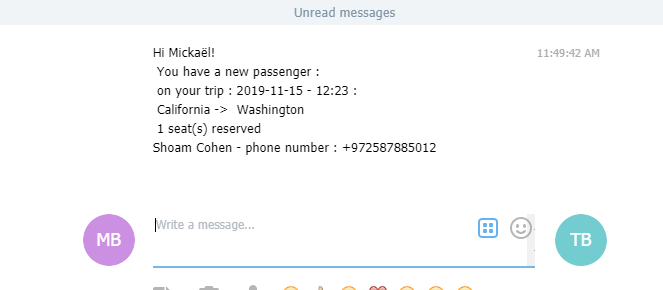 Unread messages
Hi Mickaël!
11:49:42 AM
You have a new passenger :
on your trip : 2019-11-15 - 12:23 :
California -> Washington
1 seat(s) reserved
Shoam Cohen - phone number : +972587885012
MB
Write a message...
TB